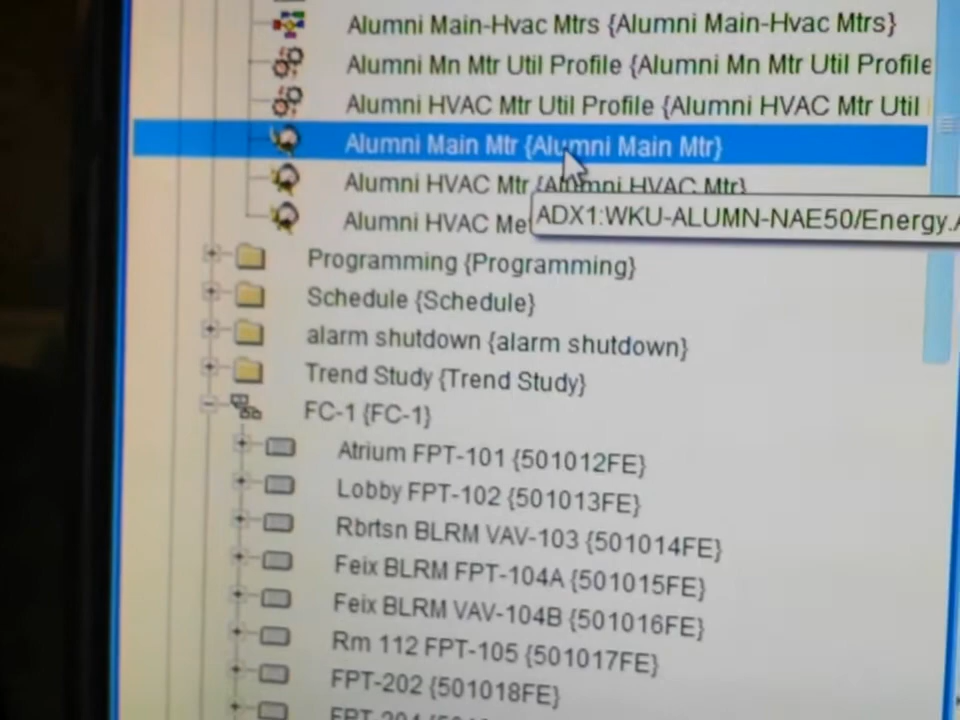 Alumni Main-Hvac Mtrs {Alumni Main-Hvac Mtrs}
Alumni Mn Mtr Util Profile {Alumni Mn Mtr Util Profile
Alumni HVAC Mtr Util Profile {Alumni HVAC Mtr Util
Alumni Main Mtr {Alumni Main Mtr}
Alumni HVAC Mtr {Alumni HVAC Mtr}
Alumni HVAC Me
ADX1:WKU-ALUMN-NAE50/Energy.A
Programming {Programming}
Schedule {Schedule}
alarm shutdown {alarm shutdown}
Trend Study {Trend Study}
FC-1 {FC-1}
Atrium FPT-101 {501012FE}
Lobby FPT-102 {501013FE}
Rbrtsn BLRM VAV-103 {501014FE}
Feix BLRM FPT-104A {501015FE}
Feix BLRM VAV-104B {501016FE}
Rm 112 FPT-105 {501017FE}
FPT-202 {501018FE}